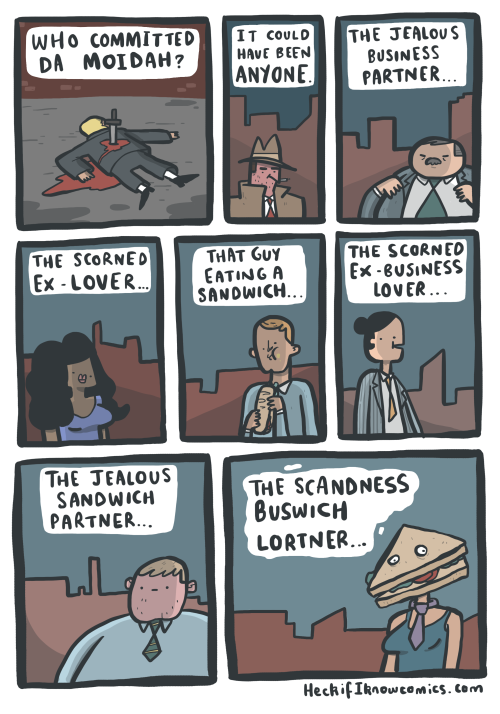 WHO COMMITTED
DA MOIDAH?
IT COULD
HAVE BEEN
ANYONE.
THE JEALOUS
BUSINESS
PARTNER...
THE SCORNED
EX-LOVER...
THAT GUY
EATING A
SANDWICH...
THE SCORNED
EX-BUSINESS
LOVER...
THE JEALOUS
SANDWICH
PARTNER...
THE SCANDNESS
BUSWICH
LORTNER...
HeckifIknowcomics.com